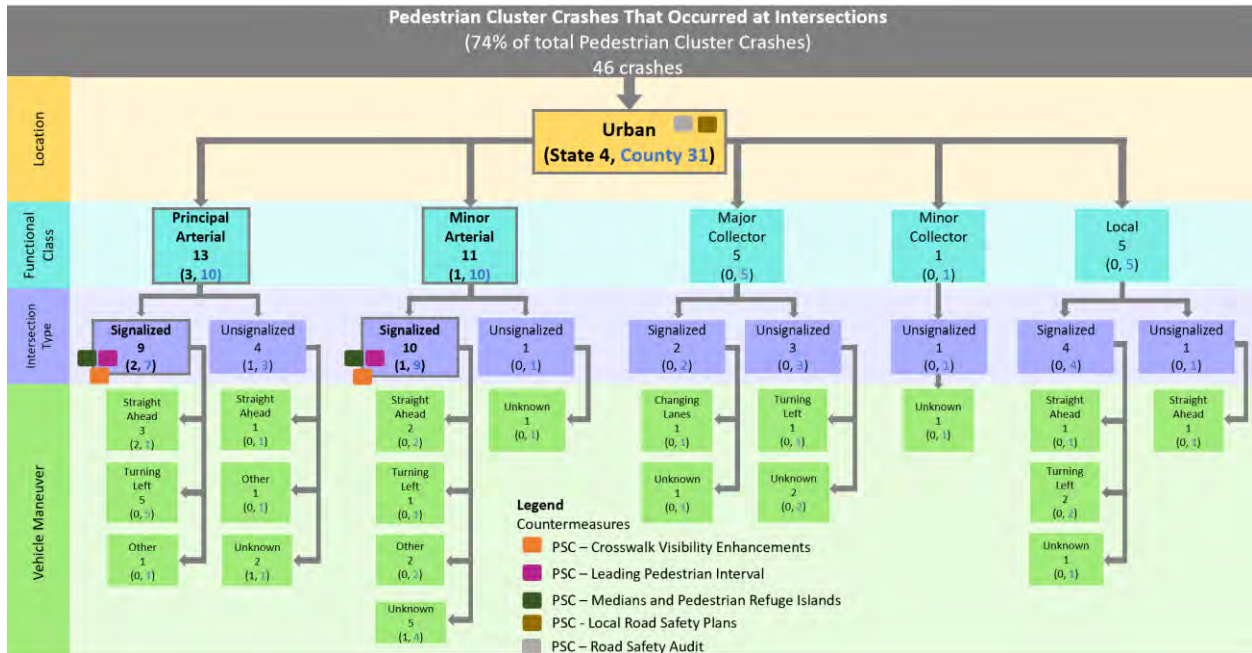 Pedestrian Cluster Crashes That Occurred at Intersections
(74% of total Pedestrian Cluster Crashes)
46 crashes
Location
Urban
(State 4, County 31)
Functional
Class
Principal
Arterial
13
(3, 10)
Minor
Arterial
11
(1, 10)
Major
Collector
5
(0, 5)
Minor
Collector
1
(0, 1)
Local
5
(0, 5)
Intersection
Type
Signalized
9
(2, 7)
Unsignalized
4
(1, 3)
Signalized
10
(1, 9)
Unsignalized
1
(0, 1)
Signalized
2
(0, 2)
Unsignalized
3
(0, 3)
Unsignalized
1
(0, 1)
Signalized
4
(0, 4)
Unsignalized
1
(0, 1)
Vehicle Maneuver
Straight
Ahead
3
(2, 1)
Turning
Left
5
(0, 5)
Other
1
(0, 1)
Straight
Ahead
1
(0, 1)
Other
1
(0, 1)
Unknown
2
(1, 1)
Straight
Ahead
2
(0, 2)
Turning
Left
1
(0, 3)
Other
2
(0, 2)
Unknown
5
(1, 4)
Unknown
1
(0, 1)
Changing
Lanes
1
(0, 1)
Unknown
1
(0,
Turning
Left
1
(0,
Unknown
2
(0, 2)
Unknown
1
(0, 1)
Straight
Ahead
1
(0, 1)
Turning
Left
2
(0, 2)
Unknown
1
(0, 1)
Straight
Ahead
1
(0, 1)
Legend
Countermeasures
PSC – Crosswalk Visibility Enhancements
PSC – Leading Pedestrian Interval
PSC – Medians and Pedestrian Refuge Islands
PSC - Local Road Safety Plans
PSC – Road Safety Audit